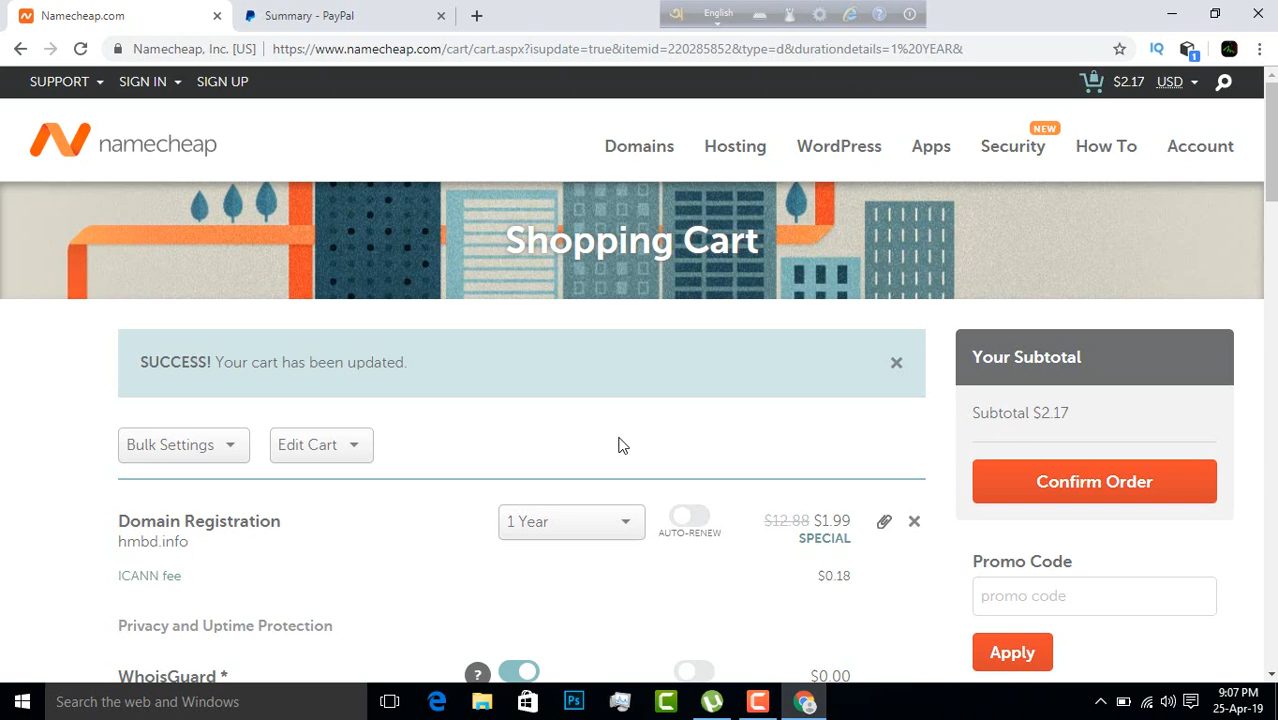 Namecheap.com
Summary - PayPal
English
Namecheap, Inc. [US]
https://www.namecheap.com/cart/cart.aspx?isupdate=true&itemid=220285852&type=d&durationdetails=1%20YEAR&
SUPPORT SIGN IN SIGN UP
$2.17 USD
namecheap
Domains Hosting WordPress Apps Security NEW How To Account
Shopping Cart
SUCCESS! Your cart has been updated.
Bulk Settings Edit Cart
Domain Registration
hmbd.info
1 Year
AUTO-RENEW
$12.88 $1.99
SPECIAL
ICANN fee $0.18
Privacy and Uptime Protection
WhoisGuard * ? $0.00
Your Subtotal
Subtotal $2.17
Confirm Order
Promo Code
promo code
Apply
Search the web and Windows
9:07 PM
25-Apr-19